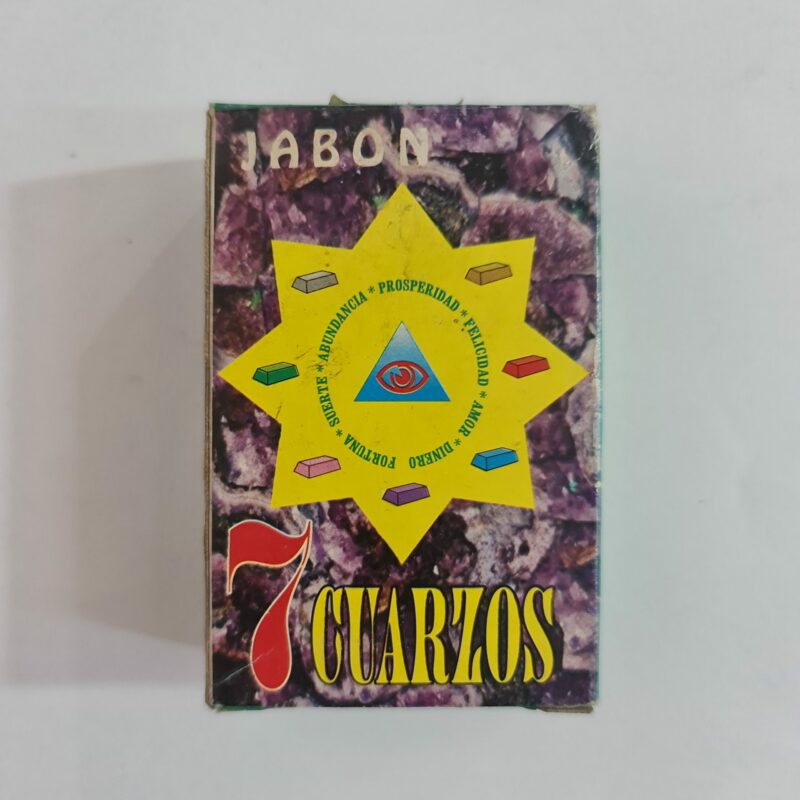 JABON
FORTUNA * SUERTE * ABUNDANCIA * PROSPERIDAD * FELICIDAD * AMOR * DINERO
7 CUARZOS